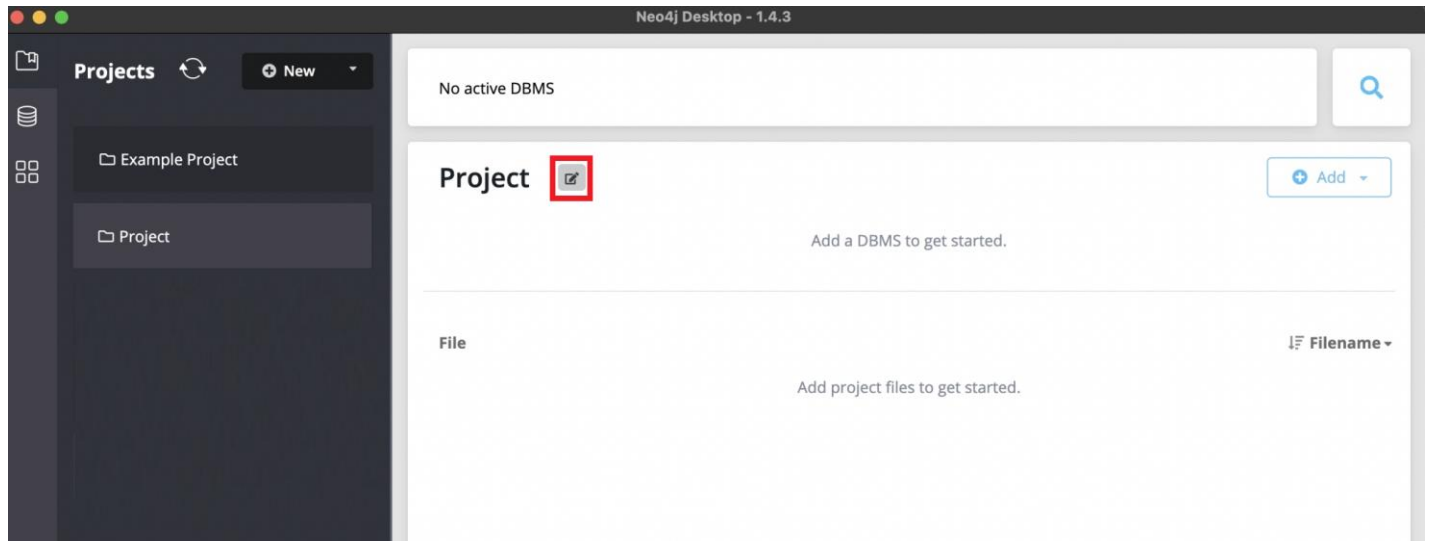 Neo4j Desktop - 1.4.3
Projects
New
Example Project
Project
No active DBMS
Project
Add
Add a DBMS to get started.
File
Filename
Add project files to get started.